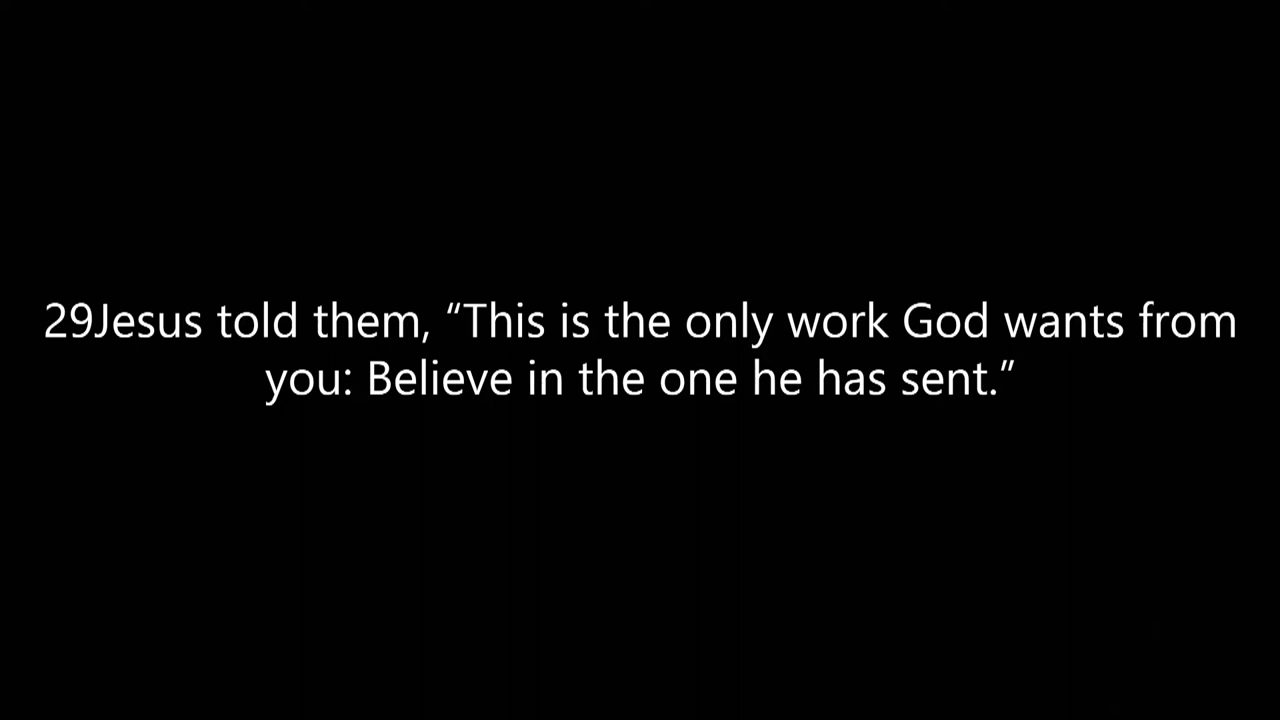 29Jesus told them, “This is the only work God wants from
you: Believe in the one he has sent.”